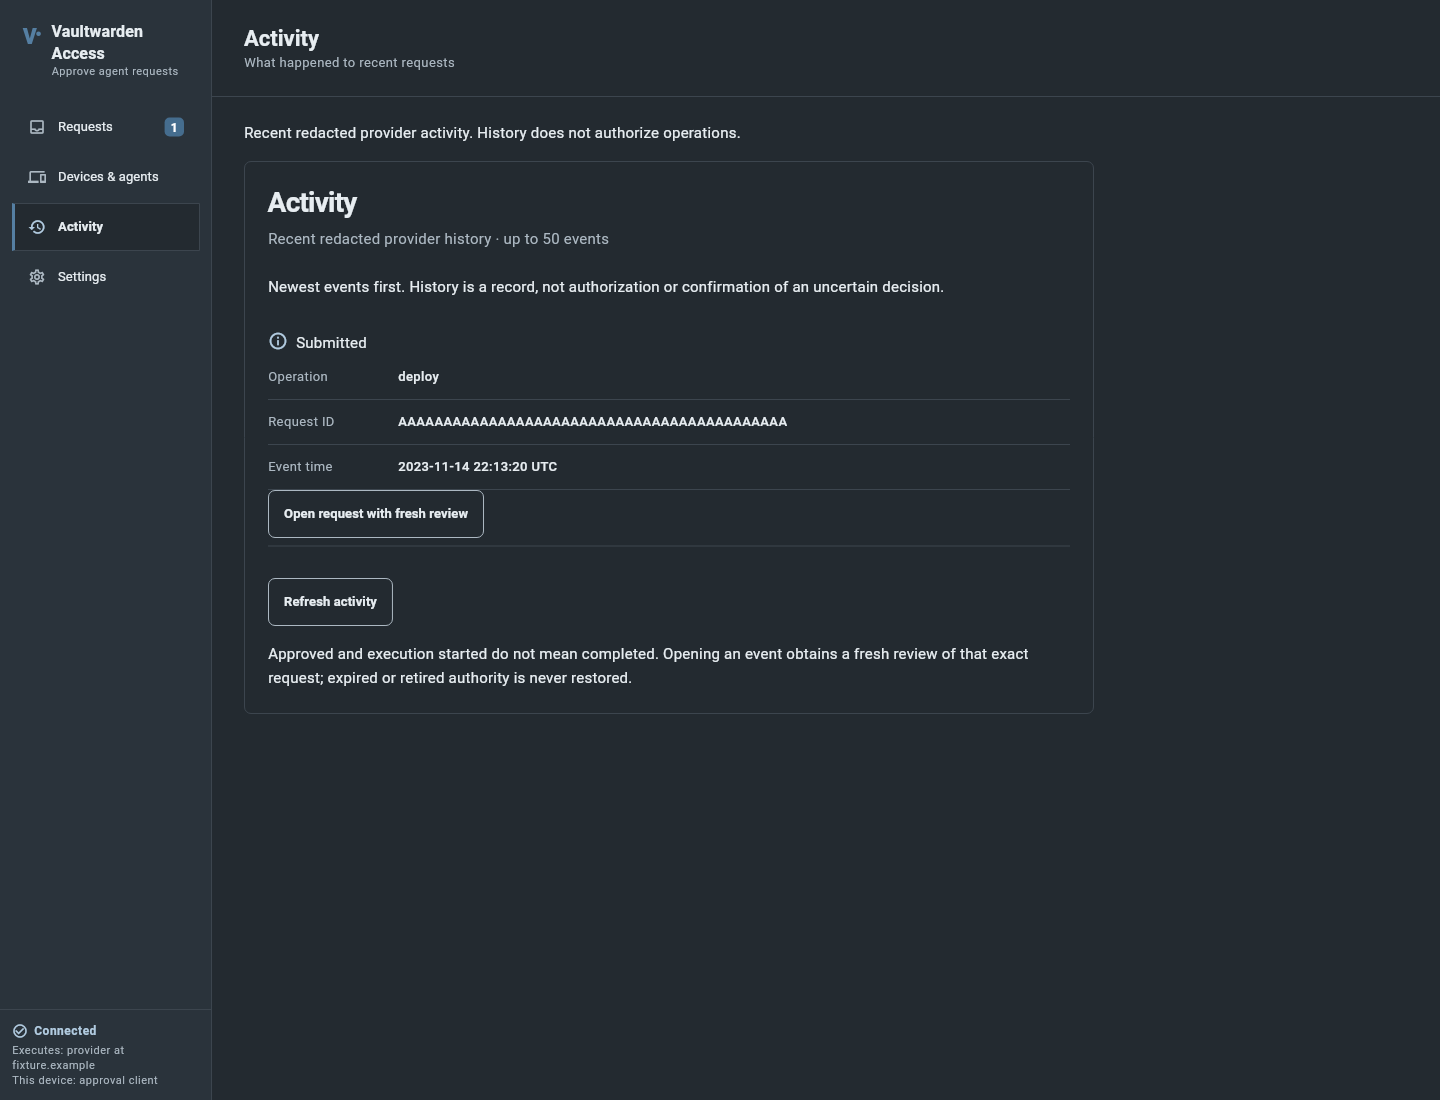 Vaultwarden
Access
Approve agent requests
Requests 1
Devices & agents
Activity
Settings
Connected
Executes: provider at
fixture.example
This device: approval client
Activity
What happened to recent requests
Recent redacted provider activity. History does not authorize operations.
Activity
Recent redacted provider history · up to 50 events
Newest events first. History is a record, not authorization or confirmation of an uncertain decision.
Submitted
Operation deploy
Request ID AAAAAAAAAAAAAAAAAAAAAAAAAAAAAAAAAAAAAAAAAAA
Event time 2023-11-14 22:13:20 UTC
Open request with fresh review
Refresh activity
Approved and execution started do not mean completed. Opening an event obtains a fresh review of that exact
request; expired or retired authority is never restored.